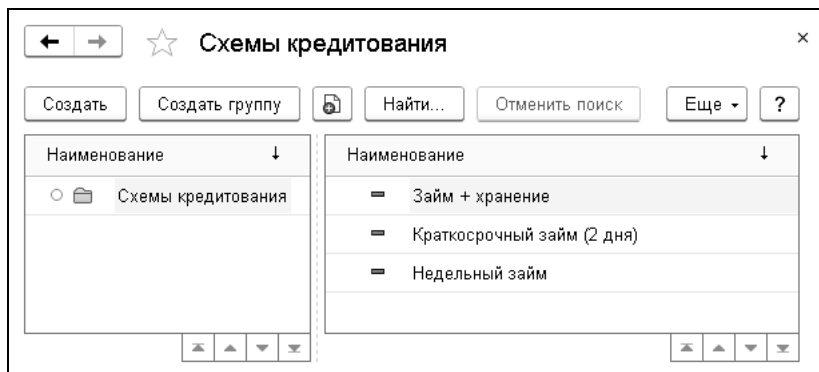 Схемы кредитования
Создать Создать группу Найти... Отменить поиск Еще ?
Наименование Наименование
Схемы кредитования Займ + хранение
Краткосрочный займ (2 дня)
Недельный займ